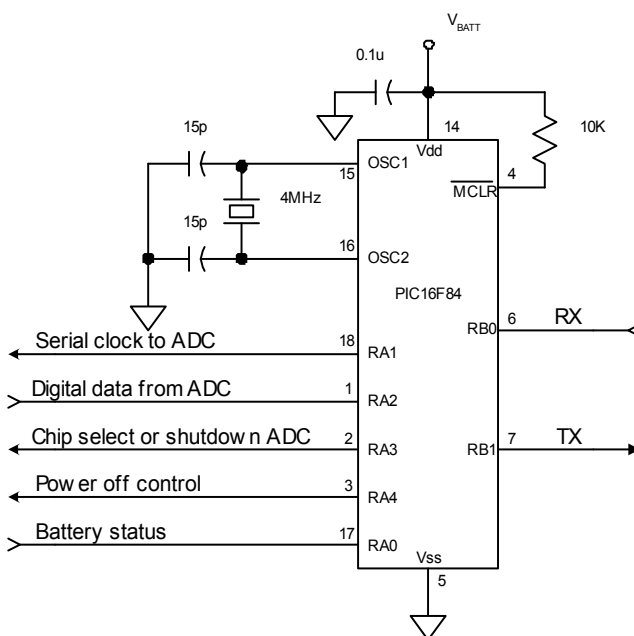 V_BATT
0.1u
14
10K
15p
Vdd
OSC1
15
4
MCLR
4MHz
15p
16
OSC2
PIC16F84
6
RX
RB0
Serial clock to ADC
18
RA1
Digital data from ADC
1
RA2
Chip select or shutdown ADC
2
RA3
7
TX
RB1
Power off control
3
RA4
Battery status
17
RA0
Vss
5